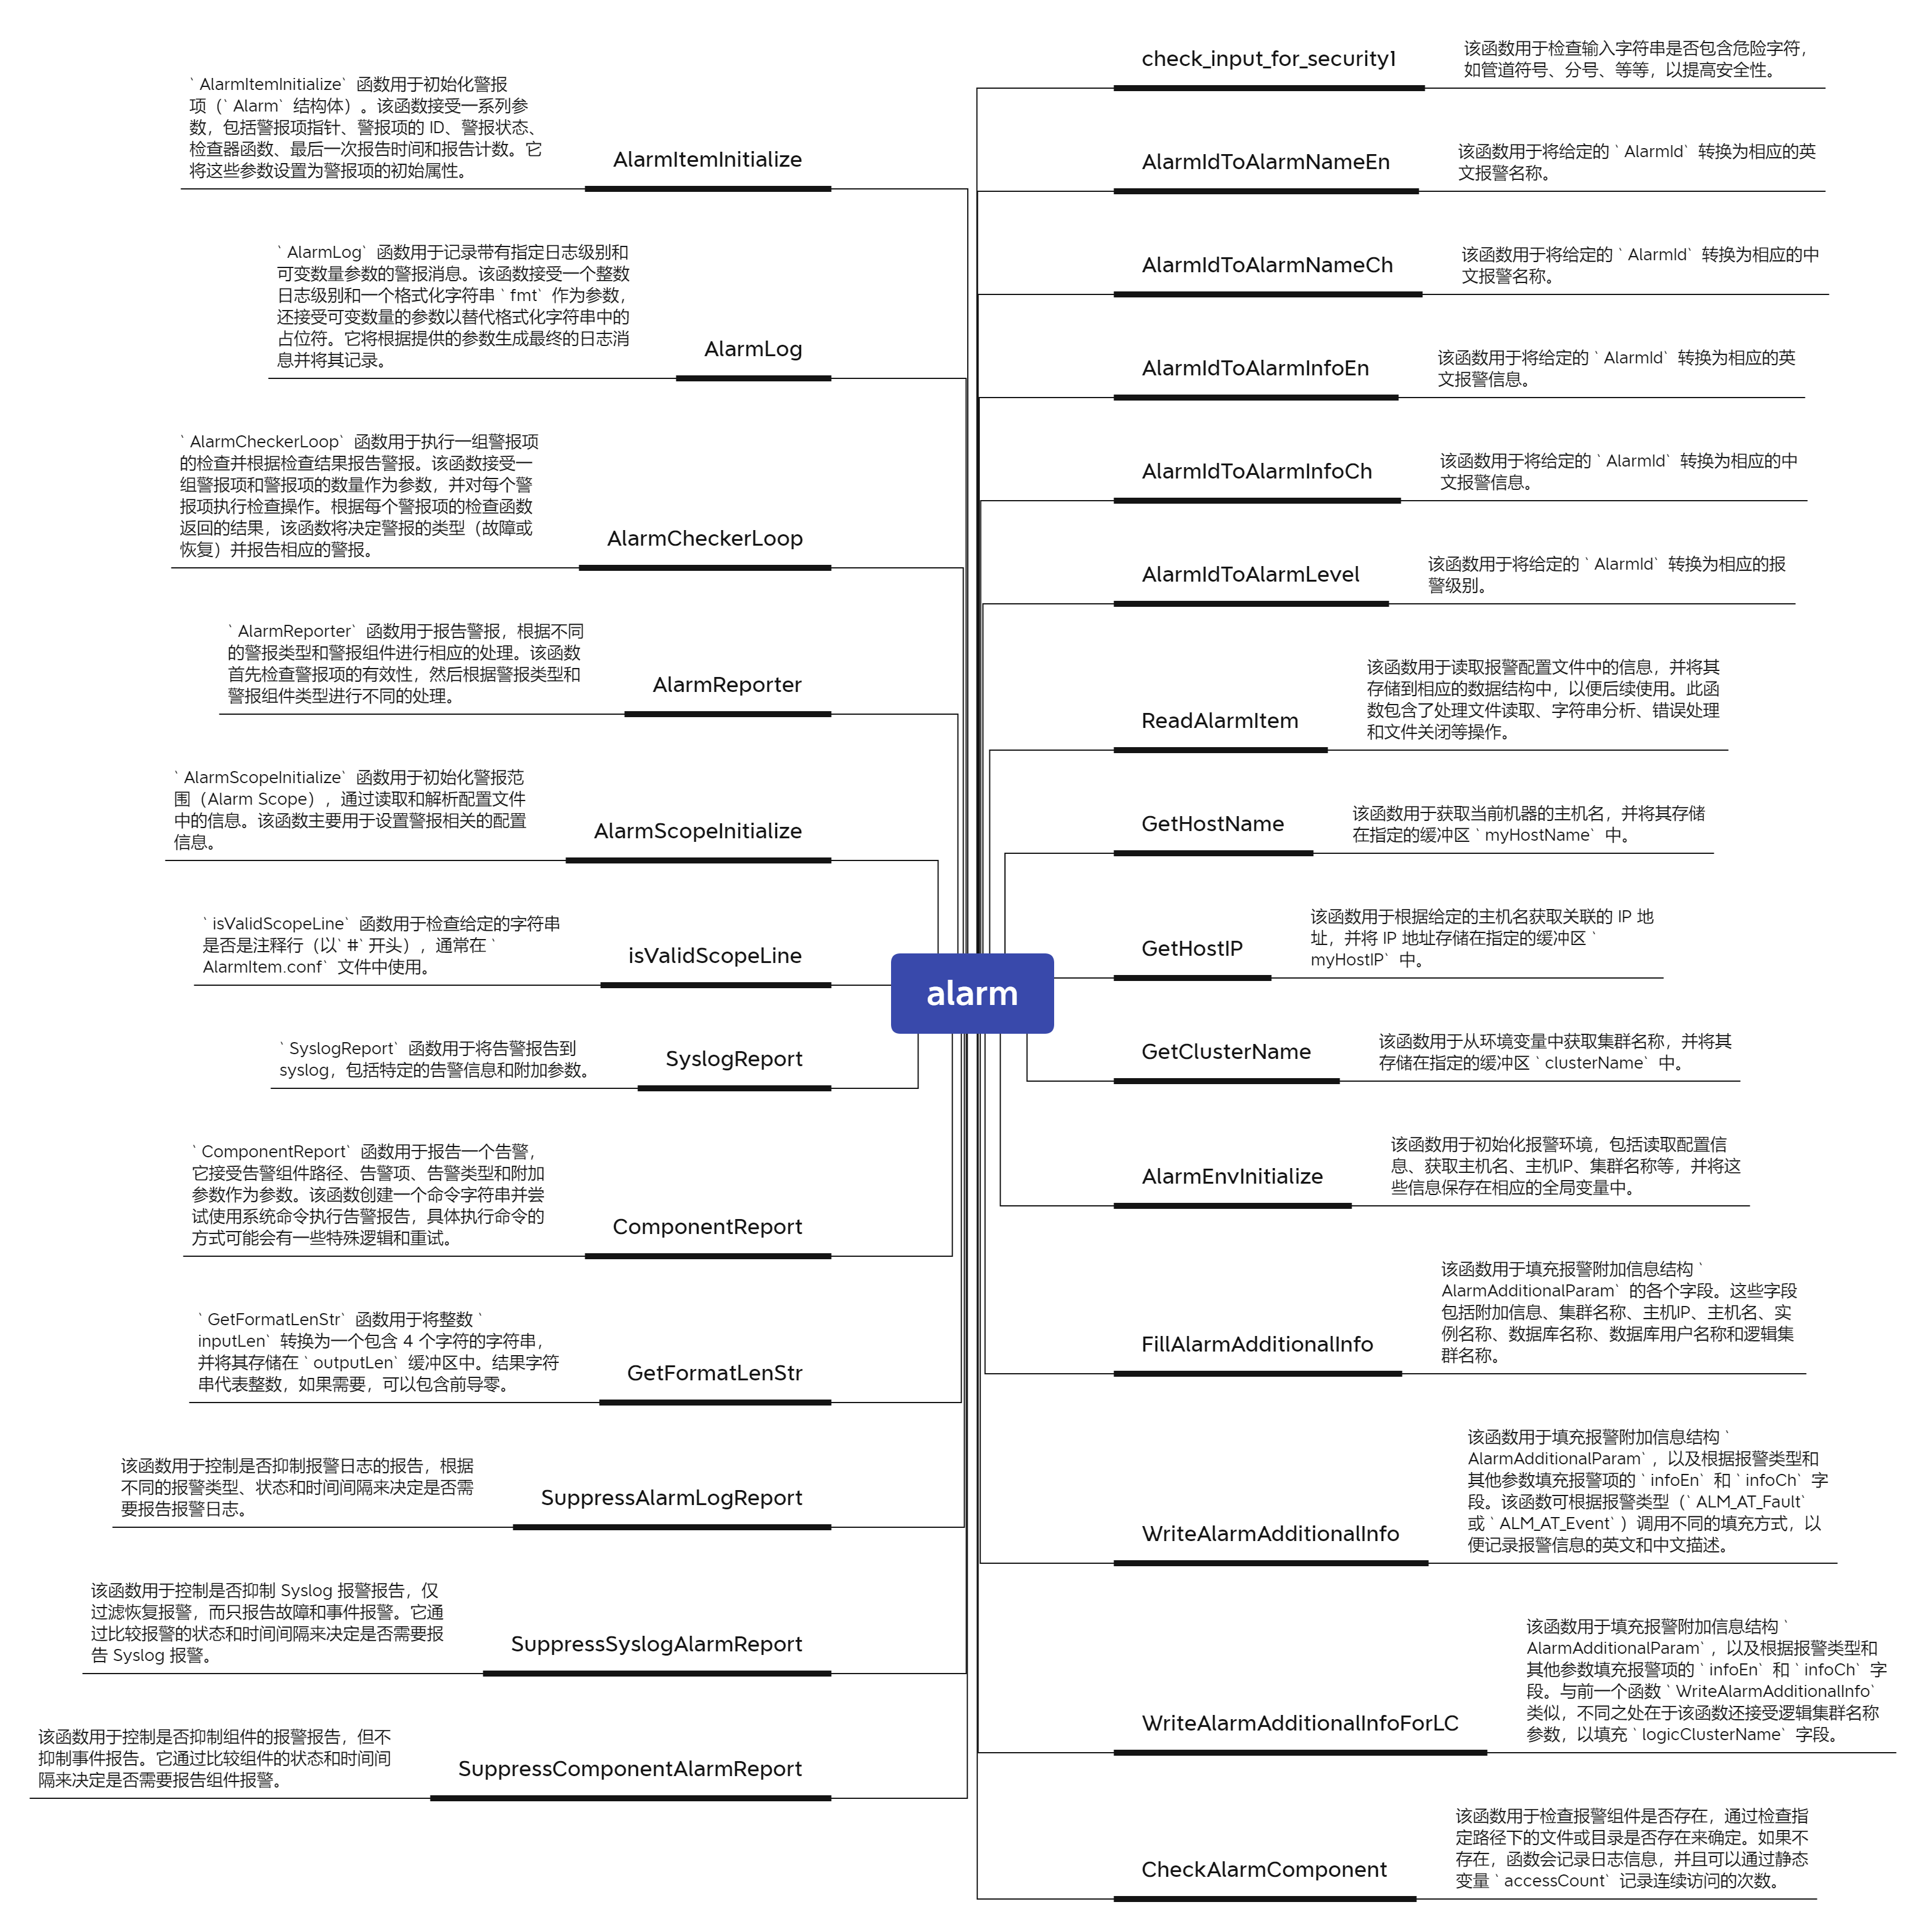 check_input_for_security1
该函数用于检查输入字符串是否包含危险字符，
如管道符号、分号、等等，以提高安全性。
AlarmIdToAlarmNameEn
该函数用于将给定的 `AlarmId` 转换为相应的英
文报警名称。
AlarmIdToAlarmNameCh
该函数用于将给定的 `AlarmId` 转换为相应的中
文报警名称。
AlarmIdToAlarmInfoEn
该函数用于将给定的 `AlarmId` 转换为相应的英
文报警信息。
AlarmIdToAlarmInfoCh
该函数用于将给定的 `AlarmId` 转换为相应的中
文报警信息。
AlarmIdToAlarmLevel
该函数用于将给定的 `AlarmId` 转换为相应的报
警级别。
ReadAlarmItem
该函数用于读取报警配置文件中的信息，并将其
存储到相应的数据结构中，以便后续使用。此函
数包含了处理文件读取、字符串分析、错误处理
和文件关闭等操作。
GetHostName
该函数用于获取当前机器的主机名，并将其存储
在指定的缓冲区 `myHostName` 中。
GetHostIP
该函数用于根据给定的主机名获取关联的 IP 地
址，并将 IP 地址存储在指定的缓冲区 `
myHostIP` 中。
GetClusterName
该函数用于从环境变量中获取集群名称，并将其
存储在指定的缓冲区 `clusterName` 中。
AlarmEnvInitialize
该函数用于初始化报警环境，包括读取配置信
息、获取主机名、主机IP、集群名称等，并将这
些信息保存在相应的全局变量中。
FillAlarmAdditionalInfo
该函数用于填充报警附加信息结构 `
AlarmAdditionalParam` 的各个字段。这些字段
包括附加信息、集群名称、主机IP、主机名、实
例名称、数据库名称、数据库用户名称和逻辑集
群名称。
WriteAlarmAdditionalInfo
该函数用于填充报警附加信息结构 `
AlarmAdditionalParam`，以及根据报警类型和
其他参数填充报警项的 `infoEn` 和 `infoCh` 字
段。该函数可根据报警类型（`ALM_AT_Fault`
或 `ALM_AT_Event`）调用不同的填充方式，以
便记录报警信息的英文和中文描述。
WriteAlarmAdditionalInfoForLC
该函数用于填充报警附加信息结构 `
AlarmAdditionalParam`，以及根据报警类型和
其他参数填充报警项的 `infoEn` 和 `infoCh` 字
段。与前一个函数 `WriteAlarmAdditionalInfo`
类似，不同之处在于该函数还接受逻辑集群名称
参数，以填充 `logicClusterName` 字段。
CheckAlarmComponent
该函数用于检查报警组件是否存在，通过检查指
定路径下的文件或目录是否存在来确定。如果不
存在，函数会记录日志信息，并且可以通过静态
变量 `accessCount` 记录连续访问的次数。
alarm
`AlarmItemInitialize` 函数用于初始化警报
项（`Alarm` 结构体）。该函数接受一系列参
数，包括警报项指针、警报项的 ID、警报状态、
检查器函数、最后一次报告时间和报告计数。它
将这些参数设置为警报项的初始属性。
AlarmItemInitialize
`AlarmLog` 函数用于记录带有指定日志级别和
可变数量参数的警报消息。该函数接受一个整数
日志级别和一个格式化字符串 `fmt` 作为参数，
还接受可变数量的参数以替代格式化字符串中的
占位符。它将根据提供的参数生成最终的日志消
息并将其记录。
AlarmLog
`AlarmCheckerLoop` 函数用于执行一组警报项
的检查并根据检查结果报告警报。该函数接受一
组警报项和警报项的数量作为参数，并对每个警
报项执行检查操作。根据每个警报项的检查函数
返回的结果，该函数将决定警报的类型（故障或
恢复）并报告相应的警报。
AlarmCheckerLoop
`AlarmReporter` 函数用于报告警报，根据不同
的警报类型和警报组件进行相应的处理。该函数
首先检查警报项的有效性，然后根据警报类型和
警报组件类型进行不同的处理。
AlarmReporter
`AlarmScopeInitialize` 函数用于初始化警报范
围（Alarm Scope），通过读取和解析配置文件
中的信息。该函数主要用于设置警报相关的配置
信息。
AlarmScopeInitialize
`isValidScopeLine` 函数用于检查给定的字符串
是否是注释行（以`#`开头），通常在 `
AlarmItem.conf` 文件中使用。
isValidScopeLine
`SyslogReport` 函数用于将告警报告到
syslog，包括特定的告警信息和附加参数。
SyslogReport
`ComponentReport` 函数用于报告一个告警，
它接受告警组件路径、告警项、告警类型和附加
参数作为参数。该函数创建一个命令字符串并尝
试使用系统命令执行告警报告，具体执行命令的
方式可能会有一些特殊逻辑和重试。
ComponentReport
`GetFormatLenStr` 函数用于将整数 `
inputLen` 转换为一个包含 4 个字符的字符串，
并将其存储在 `outputLen` 缓冲区中。结果字符
串代表整数，如果需要，可以包含前导零。
GetFormatLenStr
该函数用于控制是否抑制报警日志的报告，根据
不同的报警类型、状态和时间间隔来决定是否需
要报告报警日志。
SuppressAlarmLogReport
该函数用于控制是否抑制 Syslog 报警报告，仅
过滤恢复报警，而只报告故障和事件报警。它通
过比较报警的状态和时间间隔来决定是否需要报
告 Syslog 报警。
SuppressSyslogAlarmReport
该函数用于控制是否抑制组件的报警报告，但不
抑制事件报告。它通过比较组件的状态和时间间
隔来决定是否需要报告组件报警。
SuppressComponentAlarmReport